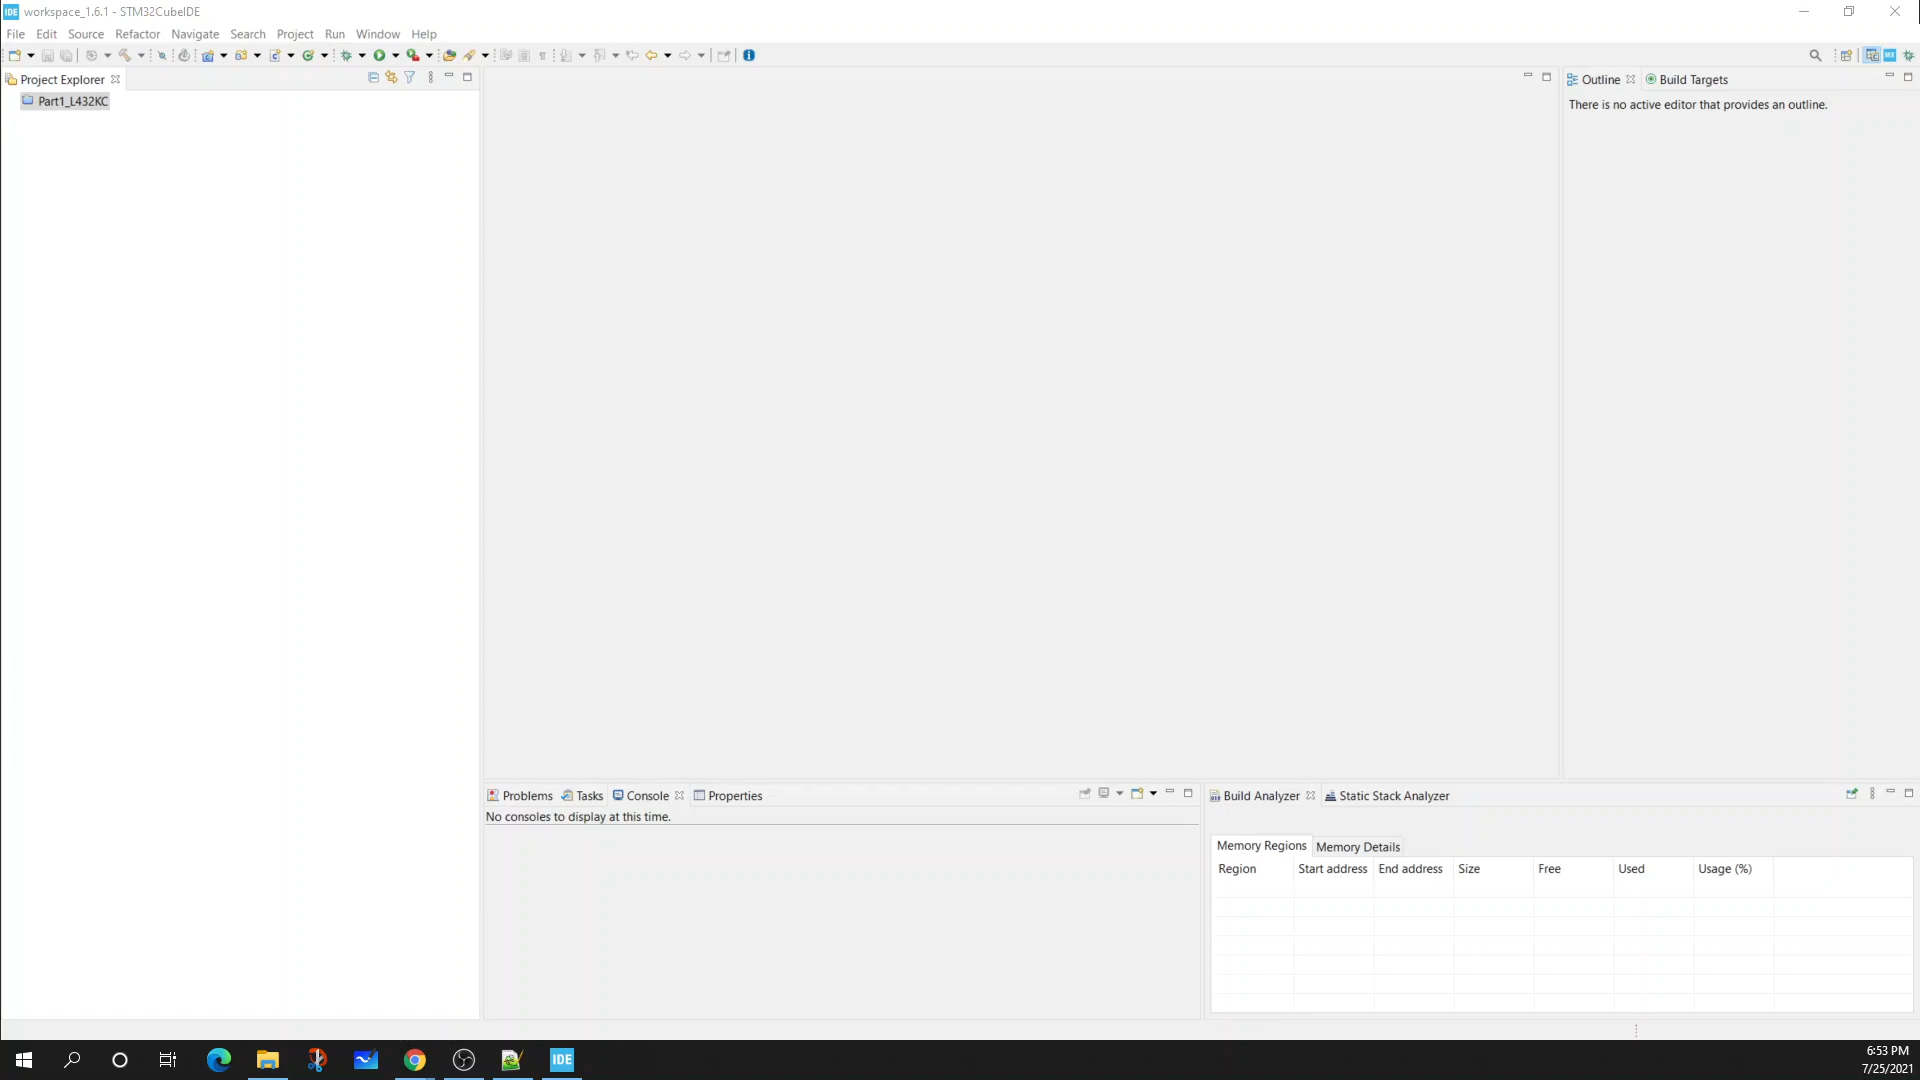 IDE workspace_1.6.1 - STM32CubeIDE
File Edit Source Refactor Navigate Search Project Run Window Help
MX
Project Explorer
Part1_L432KC
Outline Build Targets
There is no active editor that provides an outline.
Problems Tasks Console Properties
No consoles to display at this time.
Build Analyzer Static Stack Analyzer
Memory Regions Memory Details
Region Start address End address Size Free Used Usage (%)
IDE
6:53 PM
7/25/2021